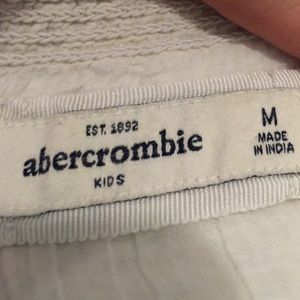 EST. 1892
abercrombie
KIDS
M
MADE
IN INDIA